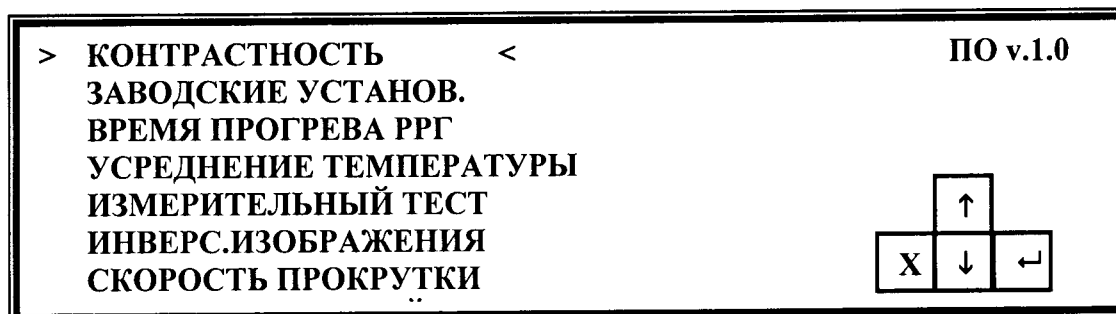 > КОНТРАСТНОСТЬ < ПО v.1.0
ЗАВОДСКИЕ УСТАНОВ.
ВРЕМЯ ПРОГРЕВА РРГ
УСРЕДНЕНИЕ ТЕМПЕРАТУРЫ
ИЗМЕРИТЕЛЬНЫЙ ТЕСТ
↑
ИНВЕРС.ИЗОБРАЖЕНИЯ
X ↓ ↵
СКОРОСТЬ ПРОКРУТКИ